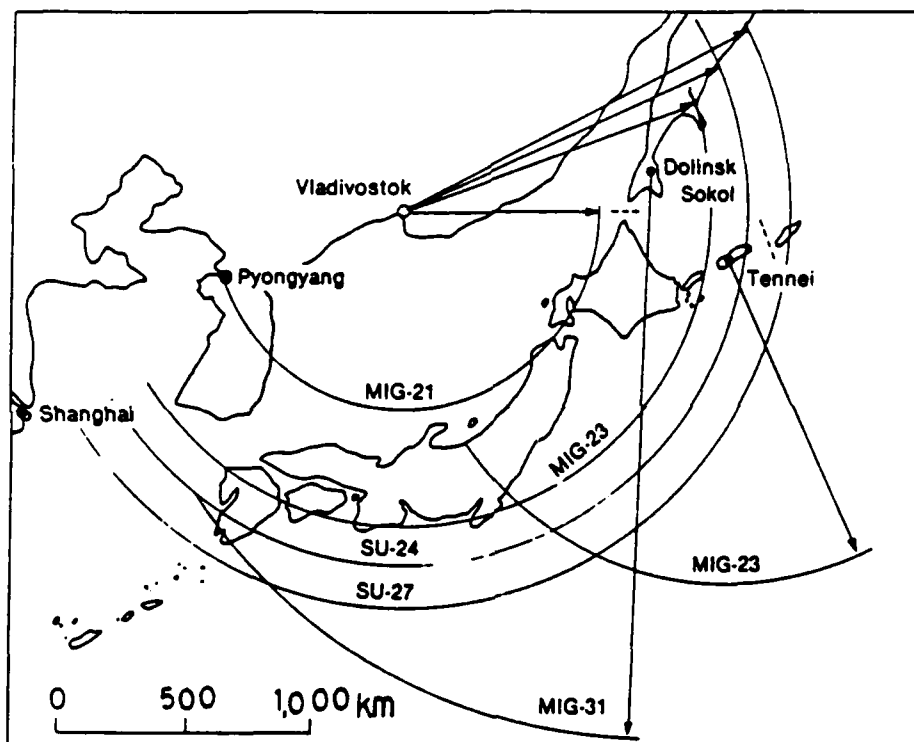 Vladivostok
Dolinsk
Sokol
Pyongyang
Tennei
MIG-21
Shanghai
MIG-23
SU-24
MIG-23
SU-27
0 500 1,000 km
MIG-31